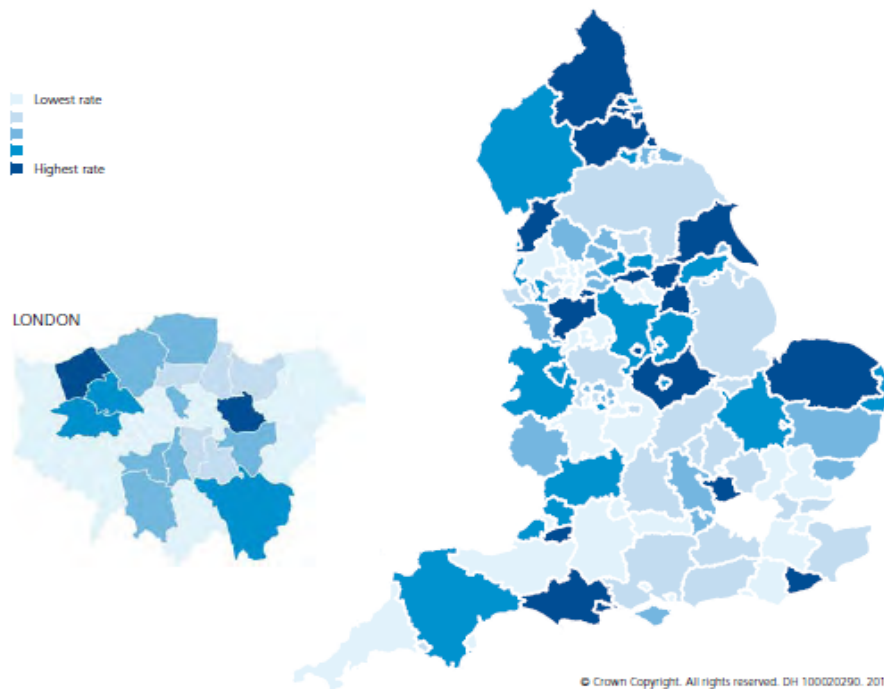 Lowest rate
Highest rate
LONDON
© Crown Copyright. All rights reserved. DH 100020290. 201